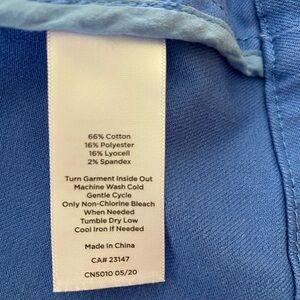 66% Cotton
16% Polyester
16% Lyocell
2% Spandex
Turn Garment Inside Out
Machine Wash Cold
Gentle Cycle
Only Non-Chlorine Bleach
When Needed
Tumble Dry Low
Cool Iron If Needed
Made In China
CA# 23147
CN5010 05/20